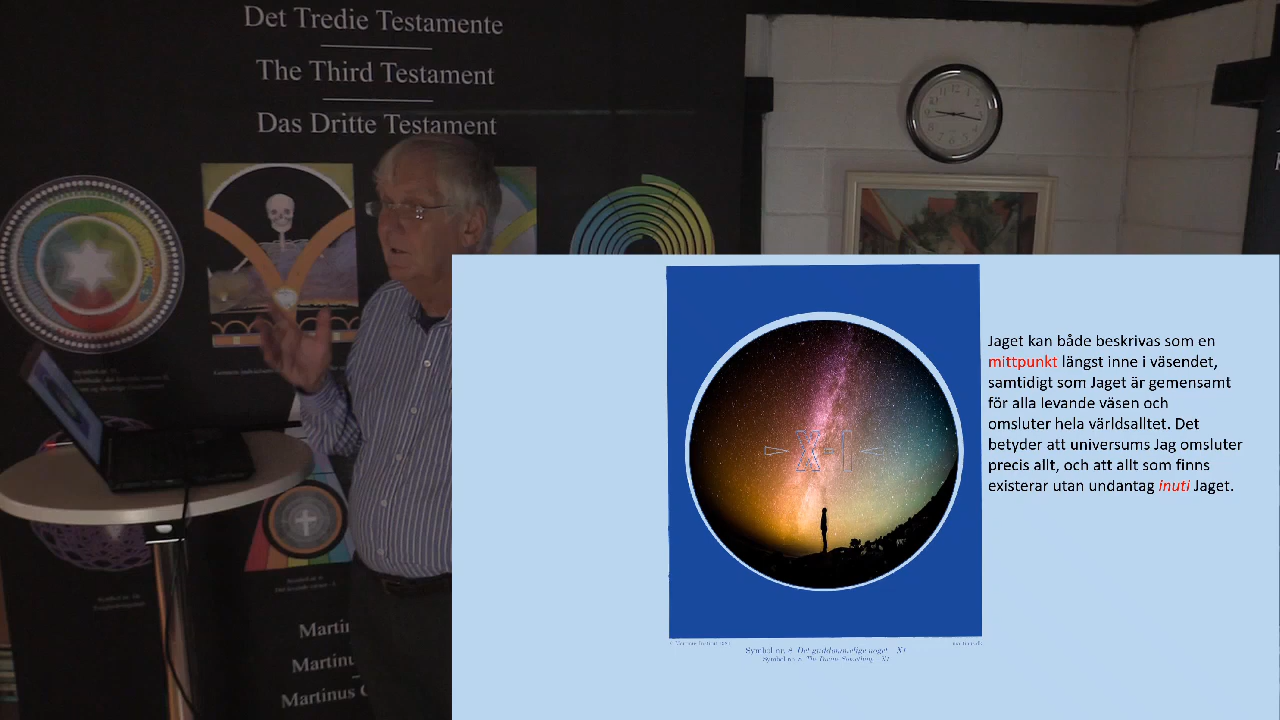 Det Tredie Testamente
The Third Testament
Das Dritte Testament
Jaget kan både beskrivas som en
mittpunkt längst inne i väsendet,
samtidigt som Jaget är gemensamt
för alla levande väsen och
omsluter hela världsalltet. Det
betyder att universums Jag omsluter
precis allt, och att allt som finns
existerar utan undantag inuti Jaget.
X-1
Symbol nr. 8 Det guddommelige noget - X1
Symbol no. 8 The Divine Something - X1